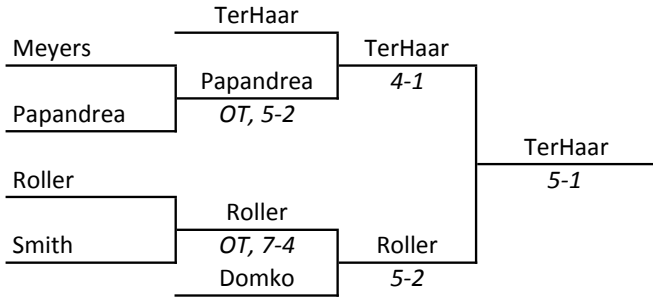 TerHaar
Meyers
TerHaar
Papandrea
4-1
Papandrea
OT, 5-2
TerHaar
5-1
Roller
Roller
Smith
OT, 7-4
Roller
Domko
5-2